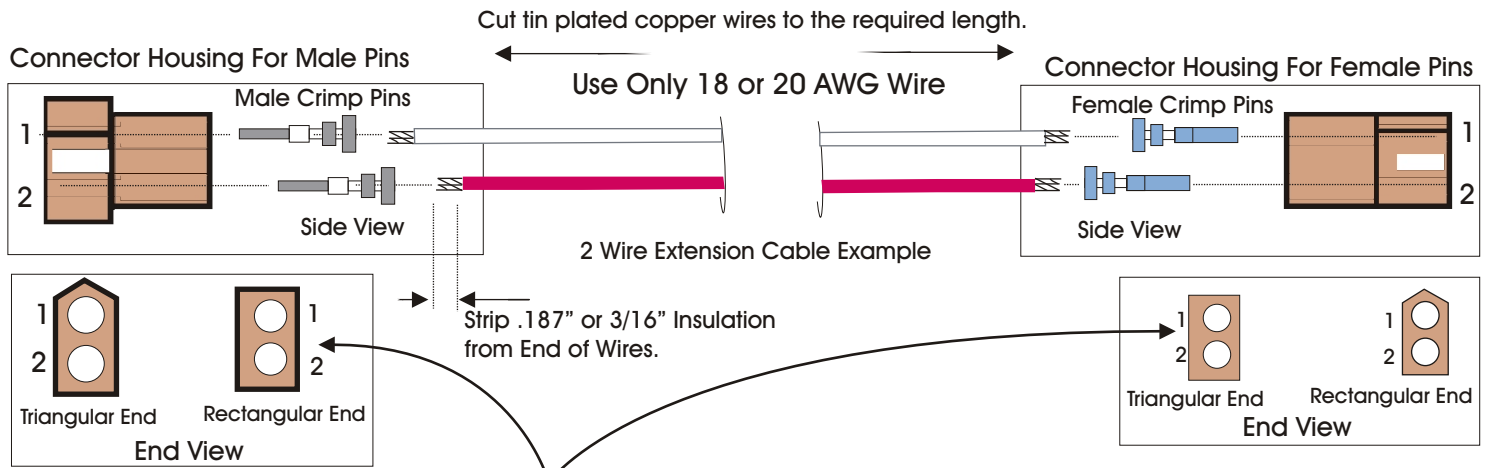 Cut tin plated copper wires to the required length.
Connector Housing For Male Pins
Use Only 18 or 20 AWG Wire
Connector Housing For Female Pins
Male Crimp Pins
Female Crimp Pins
1
1
2
2
Side View
Side View
2 Wire Extension Cable Example
1
1
2
2
Strip .187" or 3/16" Insulation
from End of Wires.
1
1
2
2
Triangular End
Rectangular End
End View
Triangular End
Rectangular End
End View